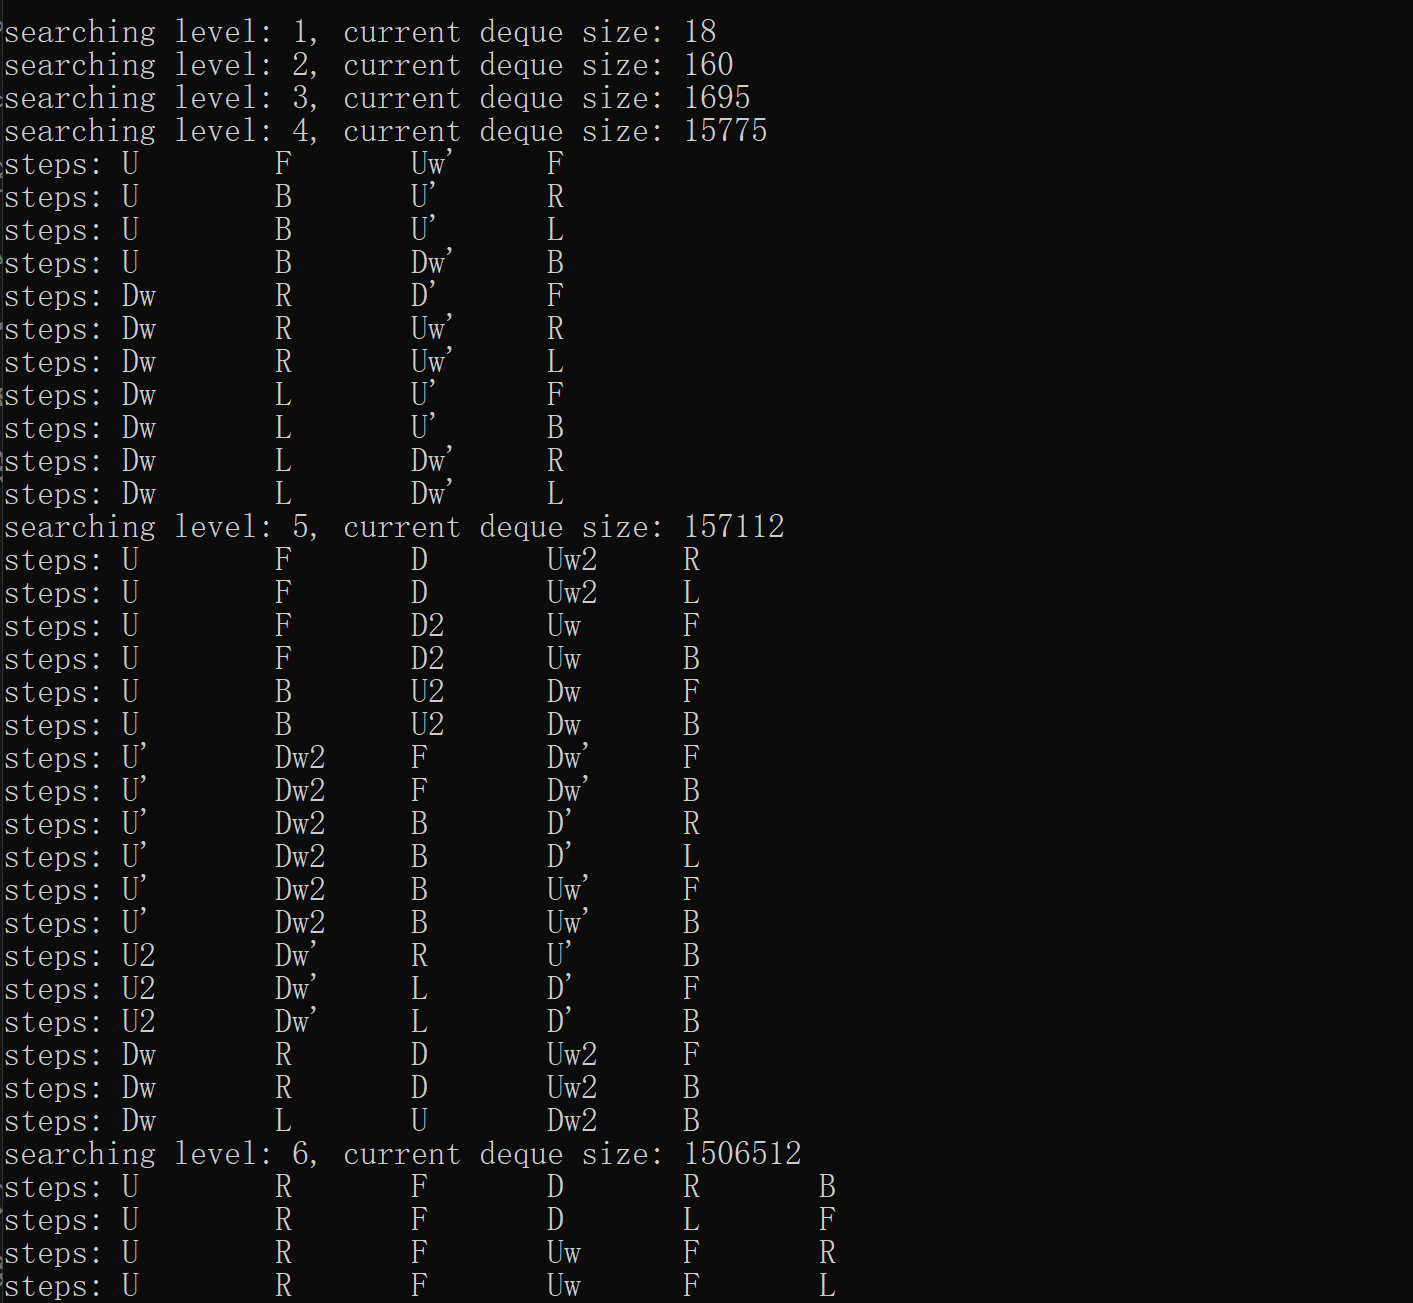 searching level: 1, current deque size: 18
searching level: 2, current deque size: 160
searching level: 3, current deque size: 1695
searching level: 4, current deque size: 15775
steps: U F Uw' F
steps: U B U' R
steps: U B U' L
steps: U B Dw' B
steps: Dw R D' F
steps: Dw R Uw' R
steps: Dw R Uw' L
steps: Dw L U' F
steps: Dw L U' B
steps: Dw L Dw' R
steps: Dw L Dw' L
searching level: 5, current deque size: 157112
steps: U F D Uw2 R
steps: U F D Uw2 L
steps: U F D2 Uw F
steps: U F D2 Uw B
steps: U B U2 Dw F
steps: U B U2 Dw B
steps: U' Dw2 F Dw' F
steps: U' Dw2 F Dw' B
steps: U' Dw2 B D' R
steps: U' Dw2 B D' L
steps: U' Dw2 B Uw' F
steps: U' Dw2 B Uw' B
steps: U2 Dw' R U' B
steps: U2 Dw' L D' F
steps: U2 Dw' L D' B
steps: Dw R D Uw2 F
steps: Dw R D Uw2 B
steps: Dw L U Dw2 B
searching level: 6, current deque size: 1506512
steps: U R F D R B
steps: U R F D L F
steps: U R F Uw F R
steps: U R F Uw F L